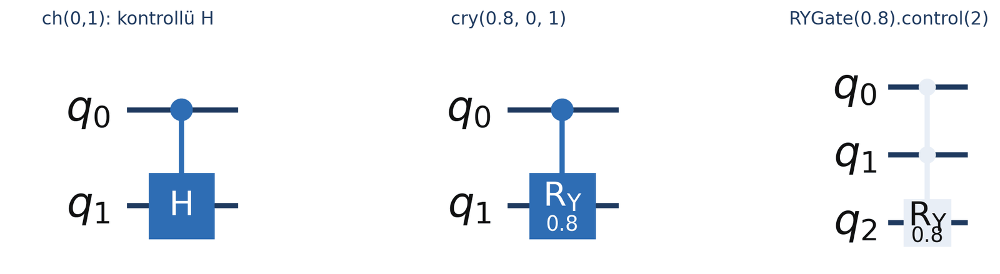 ch(0,1): kontrollü H
q0
H
q1
cry(0.8, 0, 1)
q0
RY
0.8
q1
RYGate(0.8).control(2)
q0
q1
RY
0.8
q2